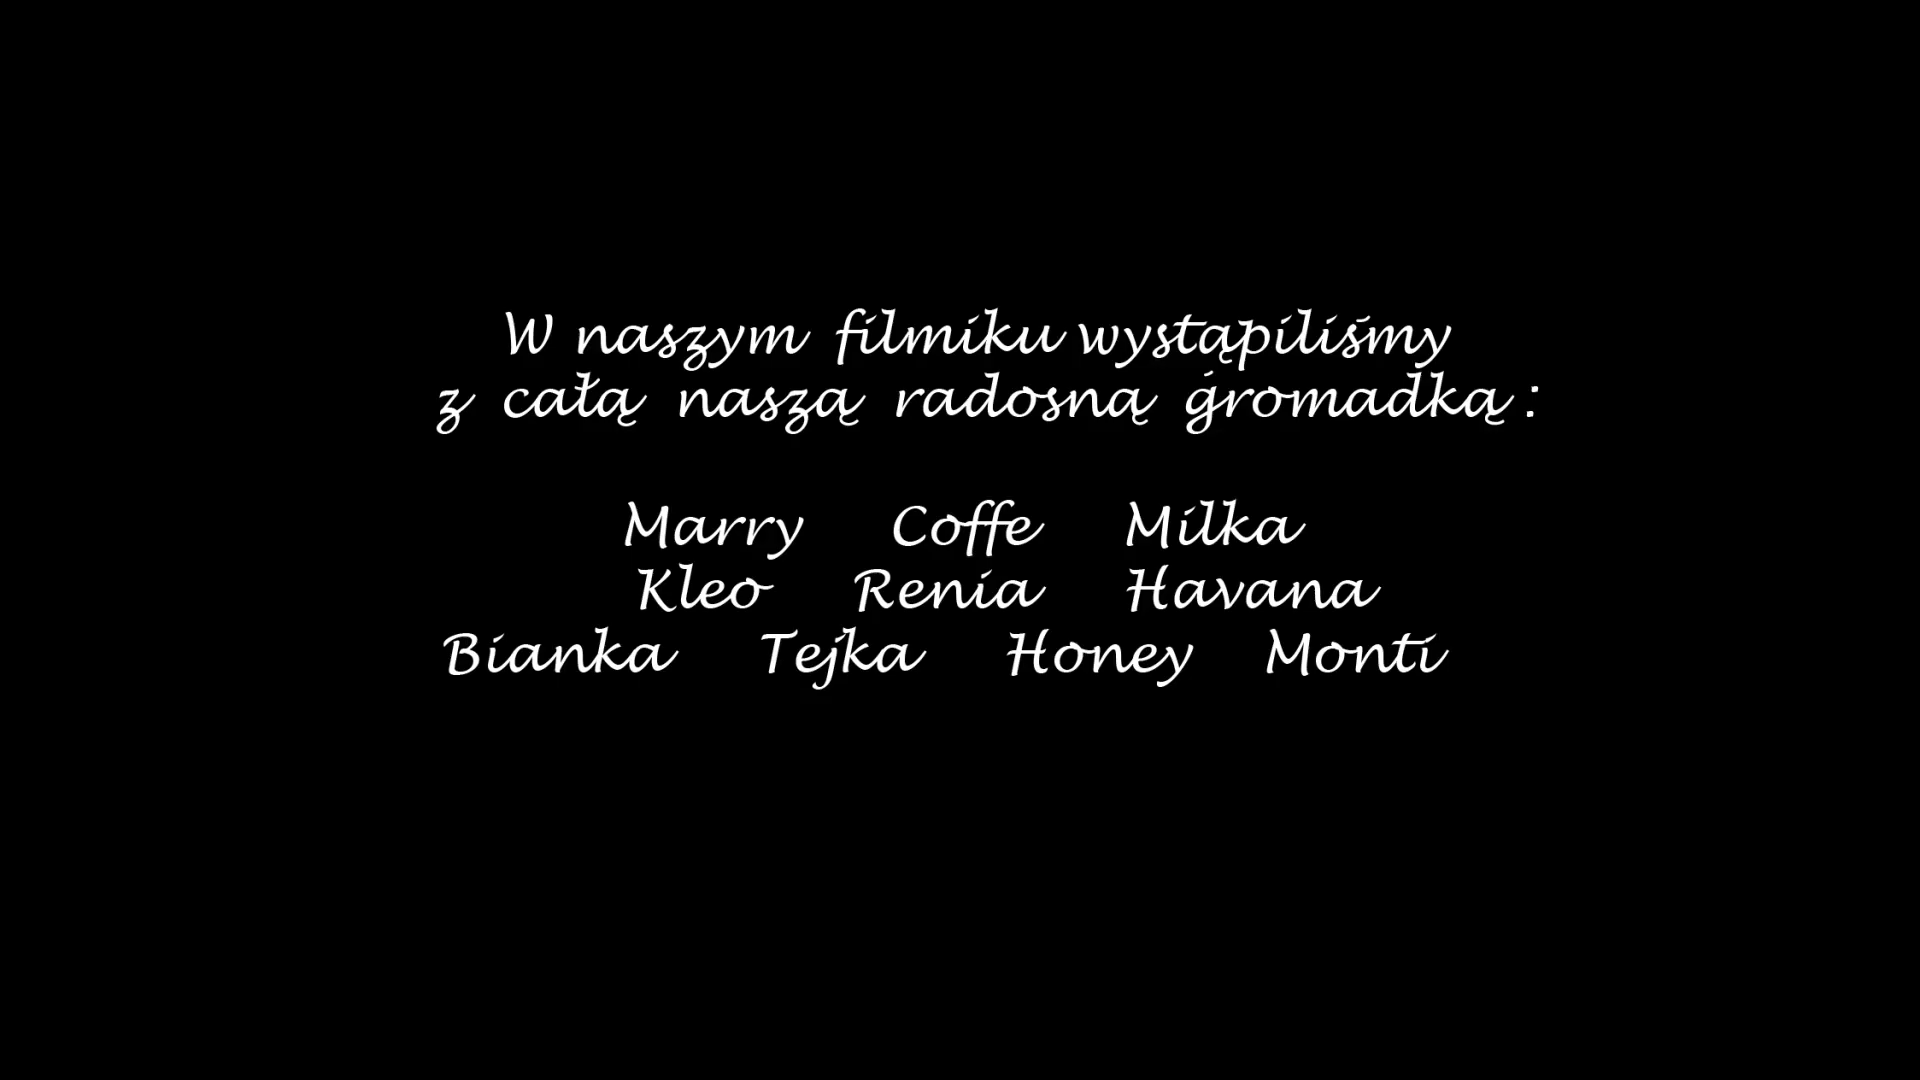 W naszym filmiku wystąpiliśmy
z całą naszą radosną gromadką :
Marry Coffe Milka
Kleo Renia Havana
Bianka Tejka Honey Monti